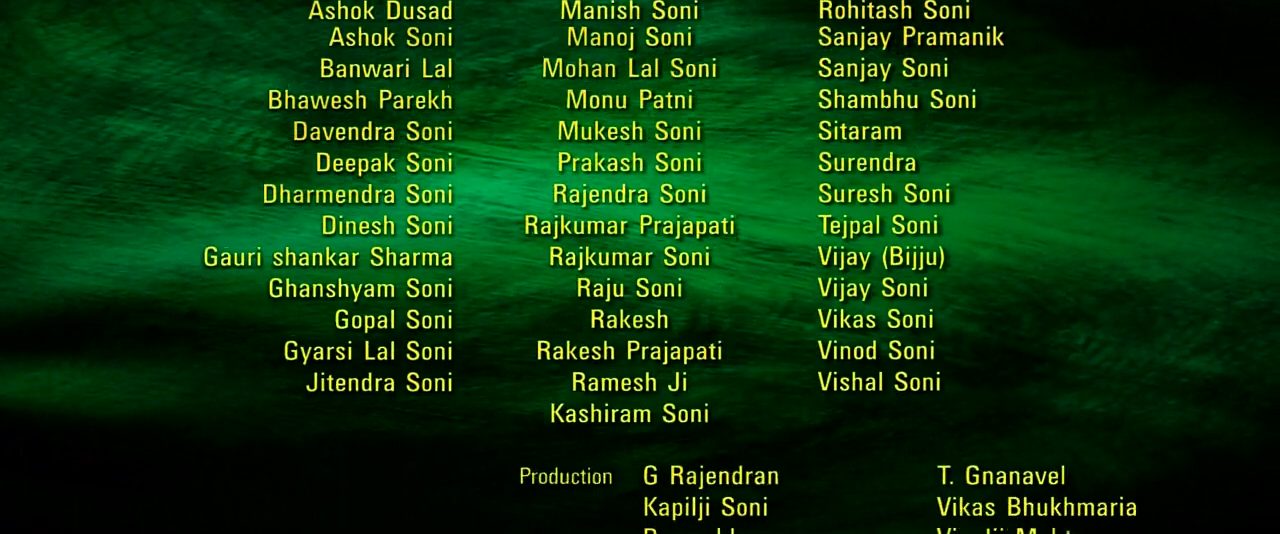 Ashok Dusad Manish Soni Rohitash Soni
Ashok Soni Manoj Soni Sanjay Pramanik
Banwari Lal Mohan Lal Soni Sanjay Soni
Bhawesh Parekh Monu Patni Shambhu Soni
Davendra Soni Mukesh Soni Sitaram
Deepak Soni Prakash Soni Surendra
Dharmendra Soni Rajendra Soni Suresh Soni
Dinesh Soni Rajkumar Prajapati Tejpal Soni
Gauri shankar Sharma Rajkumar Soni Vijay (Bijju)
Ghanshyam Soni Raju Soni Vijay Soni
Gopal Soni Rakesh Vikas Soni
Gyarsi Lal Soni Rakesh Prajapati Vinod Soni
Jitendra Soni Ramesh Ji Vishal Soni
Kashiram Soni
Production G Rajendran T. Gnanavel
Kapilji Soni Vikas Bhukhmaria